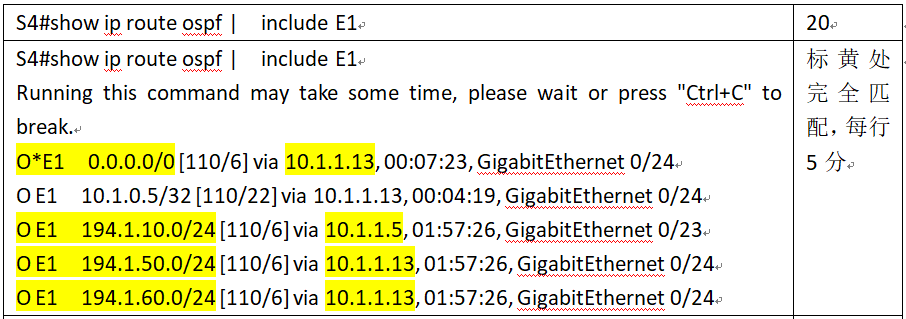 S4#show ip route ospf | include E1
20
S4#show ip route ospf | include E1
Running this command may take some time, please wait or press "Ctrl+C" to
break.
O*E1 0.0.0.0/0 [110/6] via 10.1.1.13, 00:07:23, GigabitEthernet 0/24
O E1 10.1.0.5/32 [110/22] via 10.1.1.13, 00:04:19, GigabitEthernet 0/24
O E1 194.1.10.0/24 [110/6] via 10.1.1.5, 01:57:26, GigabitEthernet 0/23
O E1 194.1.50.0/24 [110/6] via 10.1.1.13, 01:57:26, GigabitEthernet 0/24
O E1 194.1.60.0/24 [110/6] via 10.1.1.13, 01:57:26, GigabitEthernet 0/24
标黄处
完全匹
配，每行
5 分